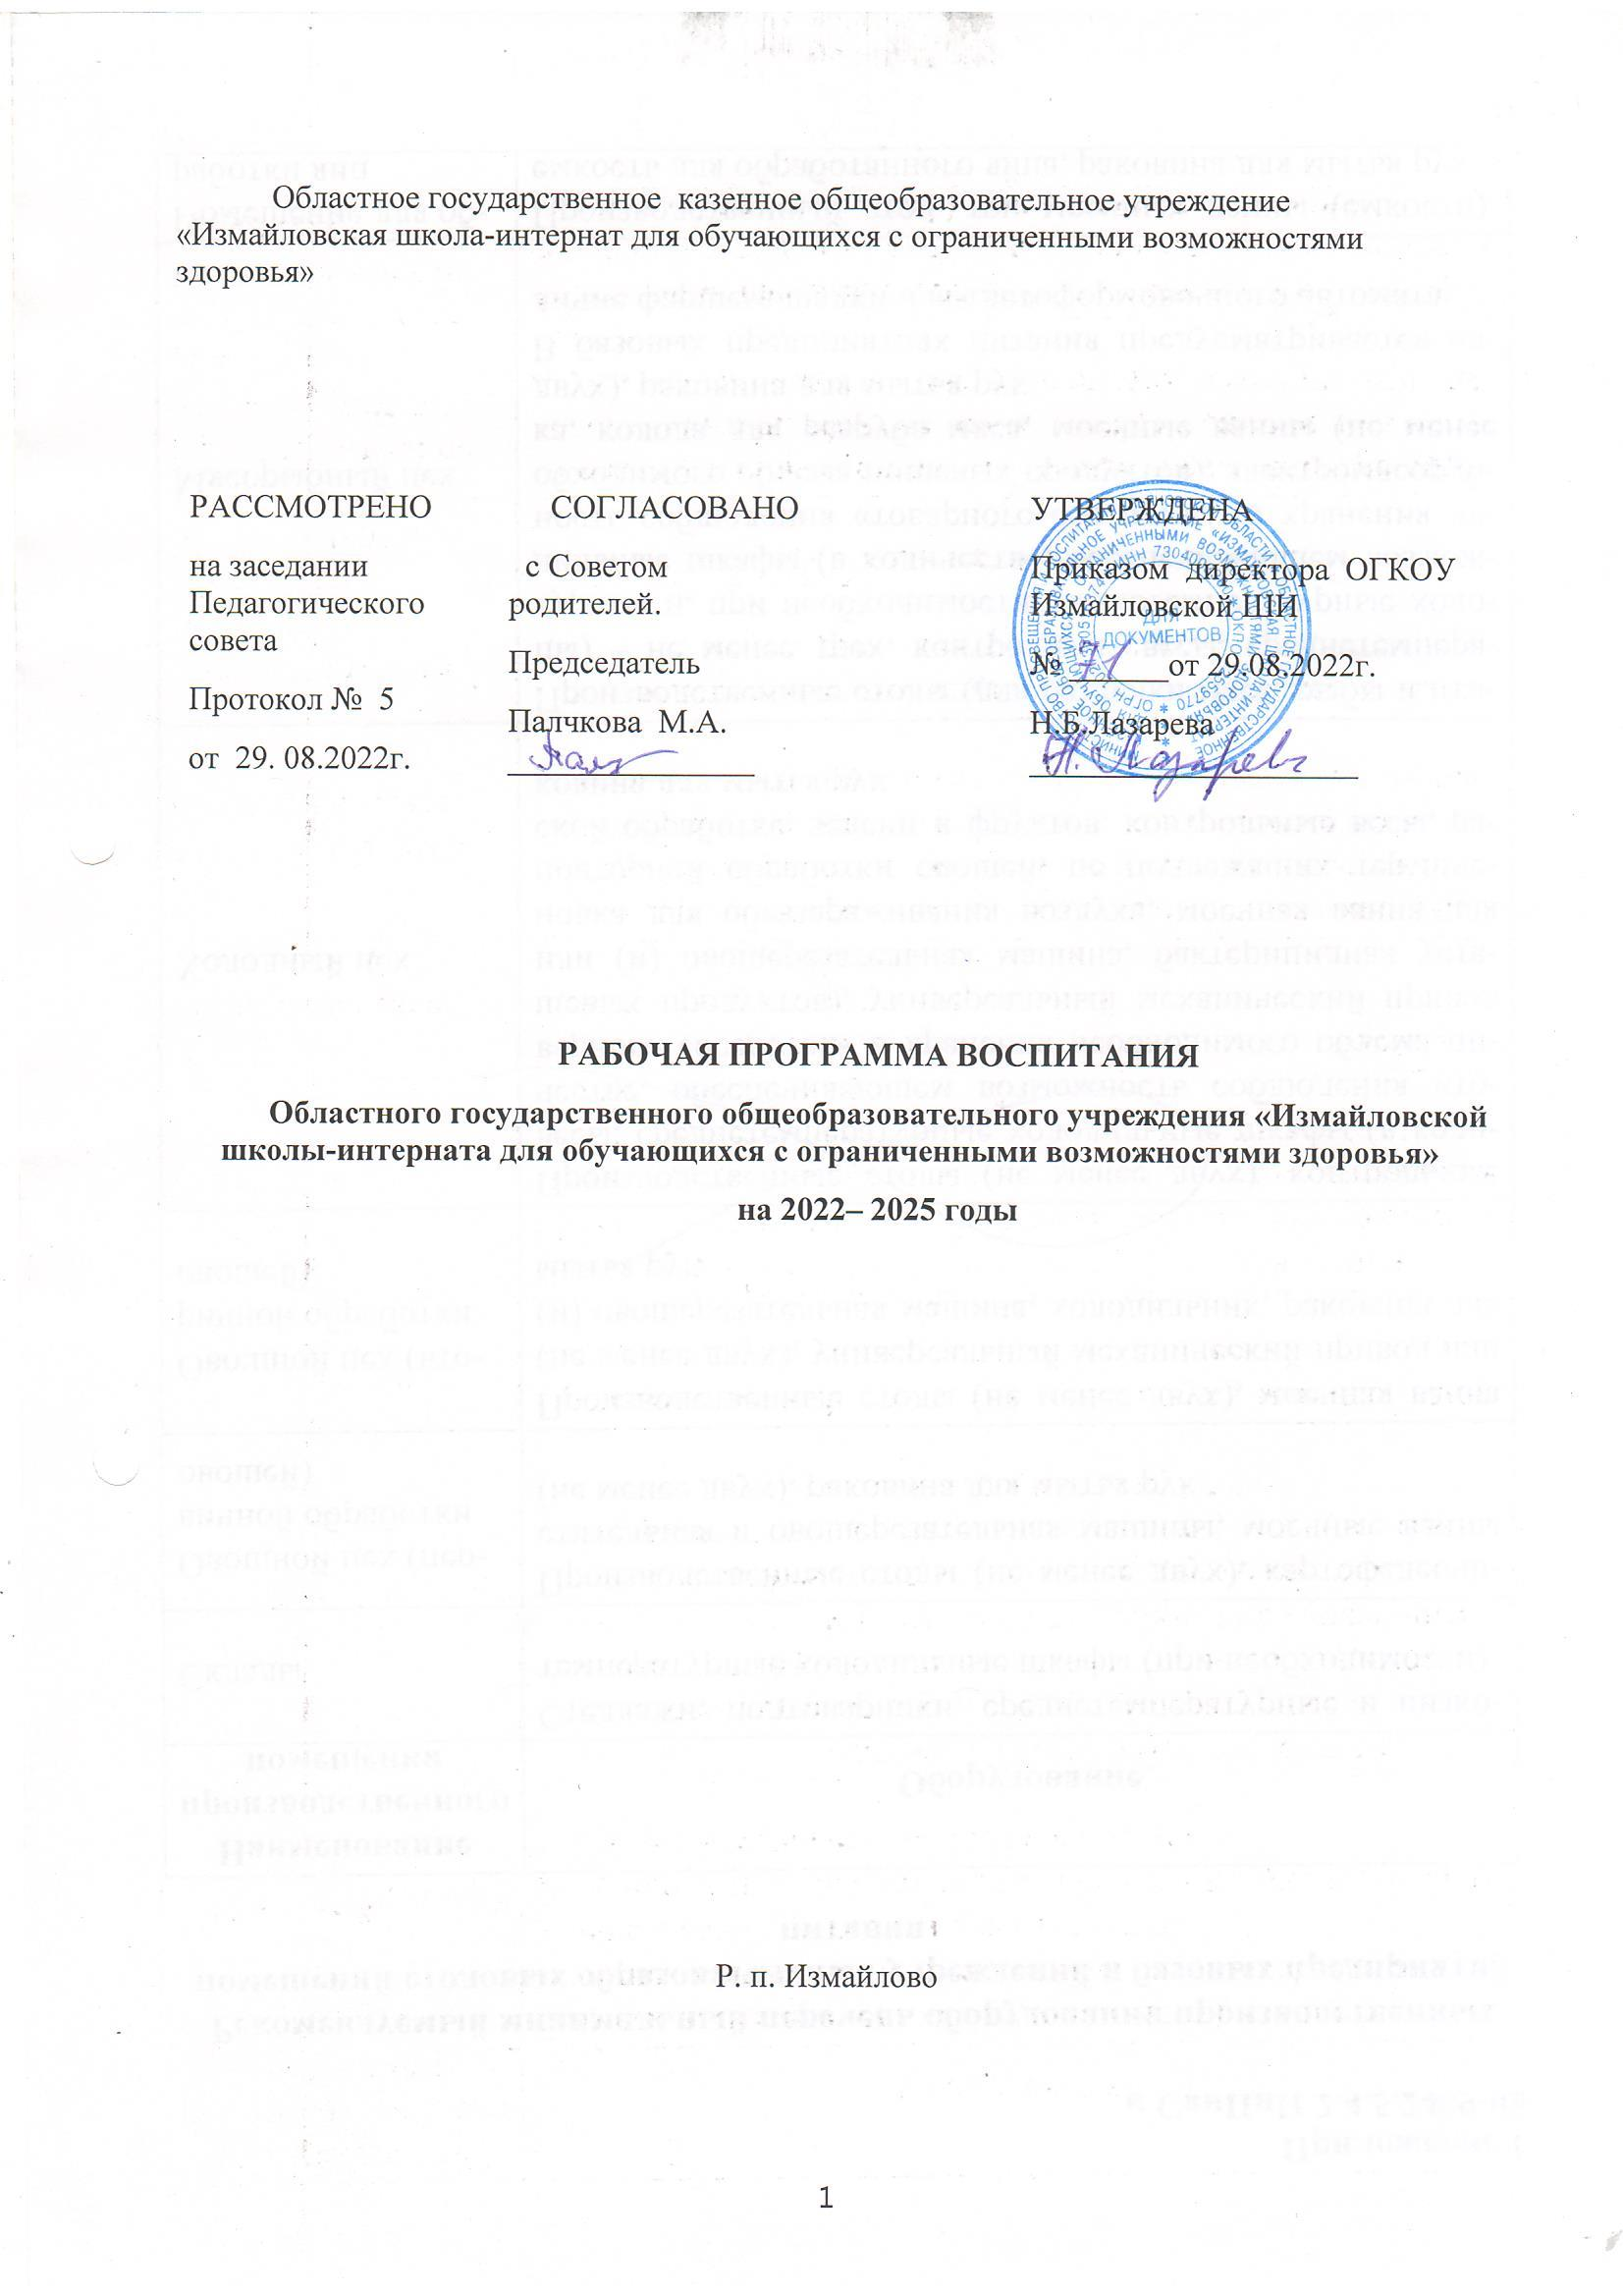 Областное государственное  казенное общеобразовательное учреждение
«Измайловская школа-интернат для обучающихся с ограниченными возможностями
здоровья»
РАССМОТРЕНО
на заседании
Педагогического
совета
Протокол №  5
от  29. 08.2022г.
СОГЛАСОВАНО
с Советом
родителей.
Председатель
Палчкова  М.А.
УТВЕРЖДЕНА
Приказом  директора  ОГКОУ
Измайловской ШИ
№ 71 от 29.08.2022г.
Н.Б.Лазарева
ДЛЯ
ДОКУМЕНТОВ
РАБОЧАЯ ПРОГРАММА ВОСПИТАНИЯ
Областного государственного общеобразовательного учреждения «Измайловской
школы-интерната для обучающихся с ограниченными возможностями здоровья»
на 2022– 2025 годы
Р. п. Измайлово
1